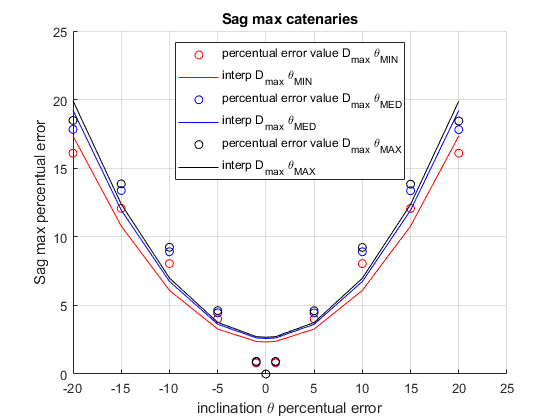 Sag max catenaries
percentual error value D_max θ_MIN
interp D_max θ_MIN
percentual error value D_max θ_MED
interp D_max θ_MED
percentual error value D_max θ_MAX
interp D_max θ_MAX
Sag max percentual error
25
20
15
10
5
0
-20 -15 -10 -5 0 5 10 15 20 25
inclination θ percentual error